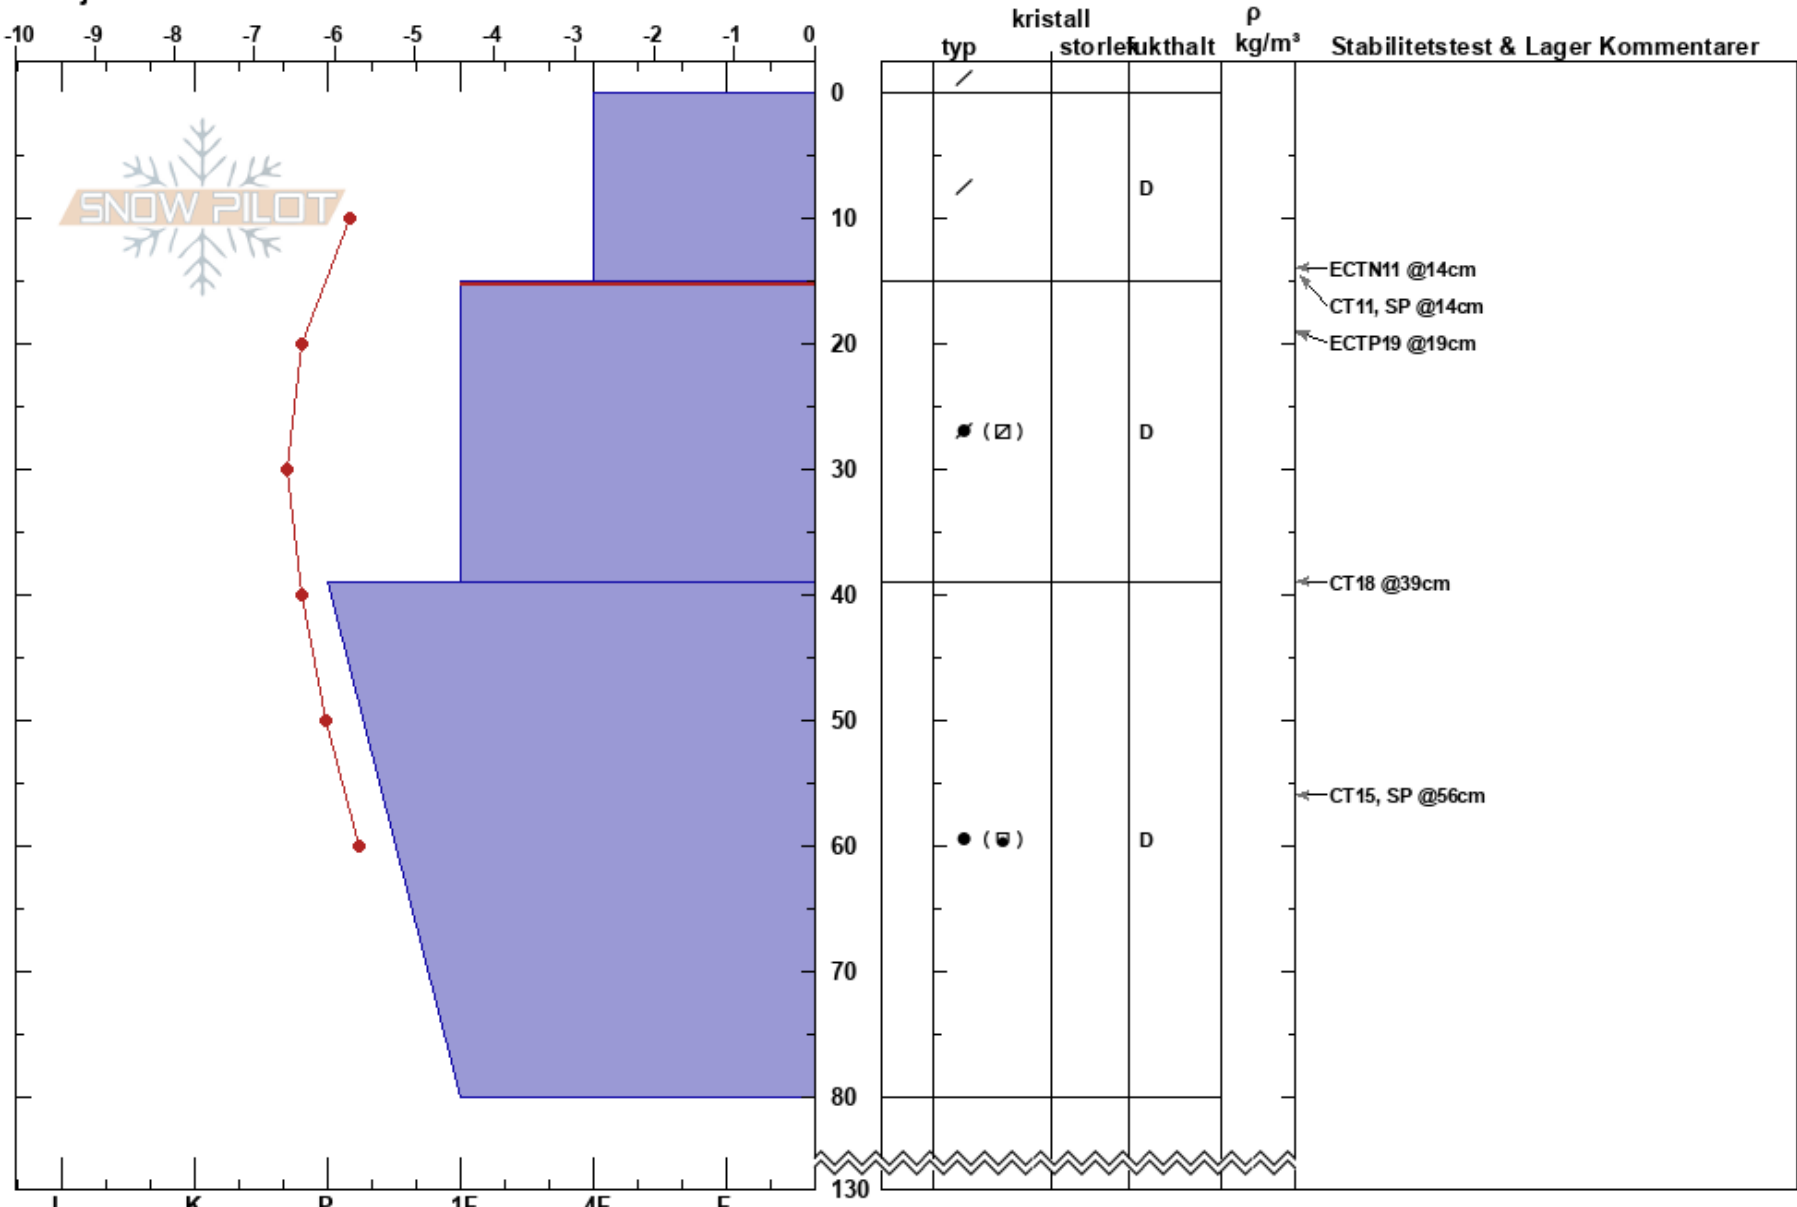 kristall ρ
-10 -9 -8 -7 -6 -5 -4 -3 -2 -1 0
typ kg/m³ Stabilitetstest & Lager Kommentarer
0
SNOW PILOT
D
10
ECTN11 @14cm
CT11, SP @14cm
20 ECTP19 @19cm
D
30
CT18 @39cm
40
50
CT15, SP @56cm
60 D
70
80
130
K P 1F 4F F